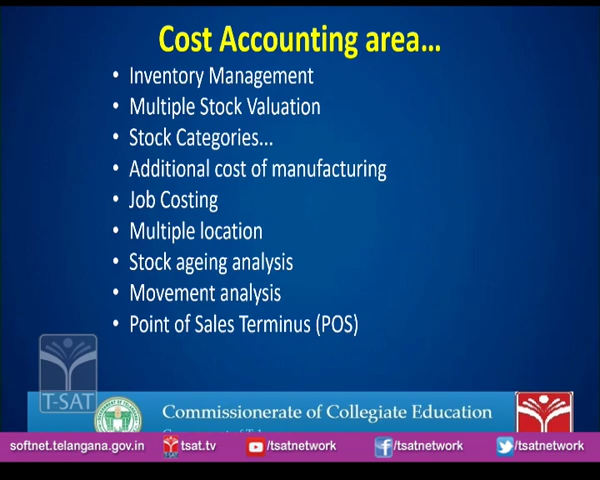 Cost Accounting area...
• Inventory Management
• Multiple Stock Valuation
• Stock Categories...
• Additional cost of manufacturing
• Job Costing
• Multiple location
• Stock ageing analysis
• Movement analysis
• Point of Sales Terminus (POS)
T-SAT
Commissionerate of Collegiate Education
softnet.telangana.gov.in
tsat.tv
/tsatnetwork
/tsatnetwork
/tsatnetwork